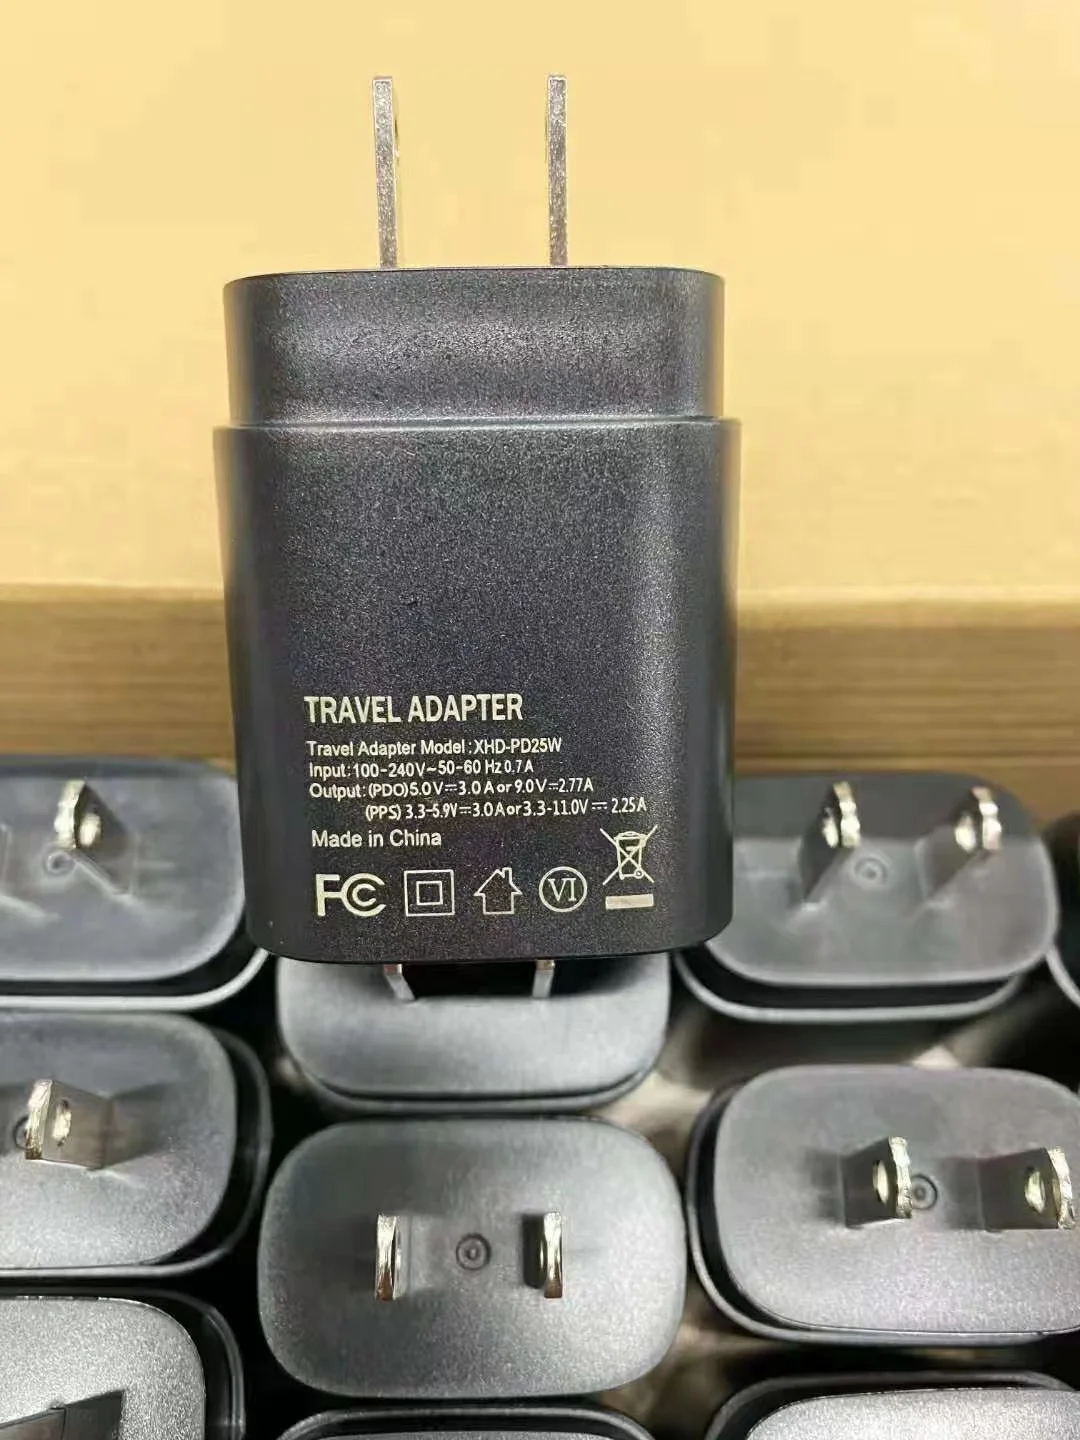 TRAVEL ADAPTER
Travel Adapter Model:XHD-PD25W
Input:100-240V~50-60 Hz 0.7A
Output:(PDO)5.0V⎓3.0A or 9.0V⎓2.77A
(PPS) 3.3-5.9V⎓3.0A or 3.3-11.0V⎓2.25A
Made in China
FC VI